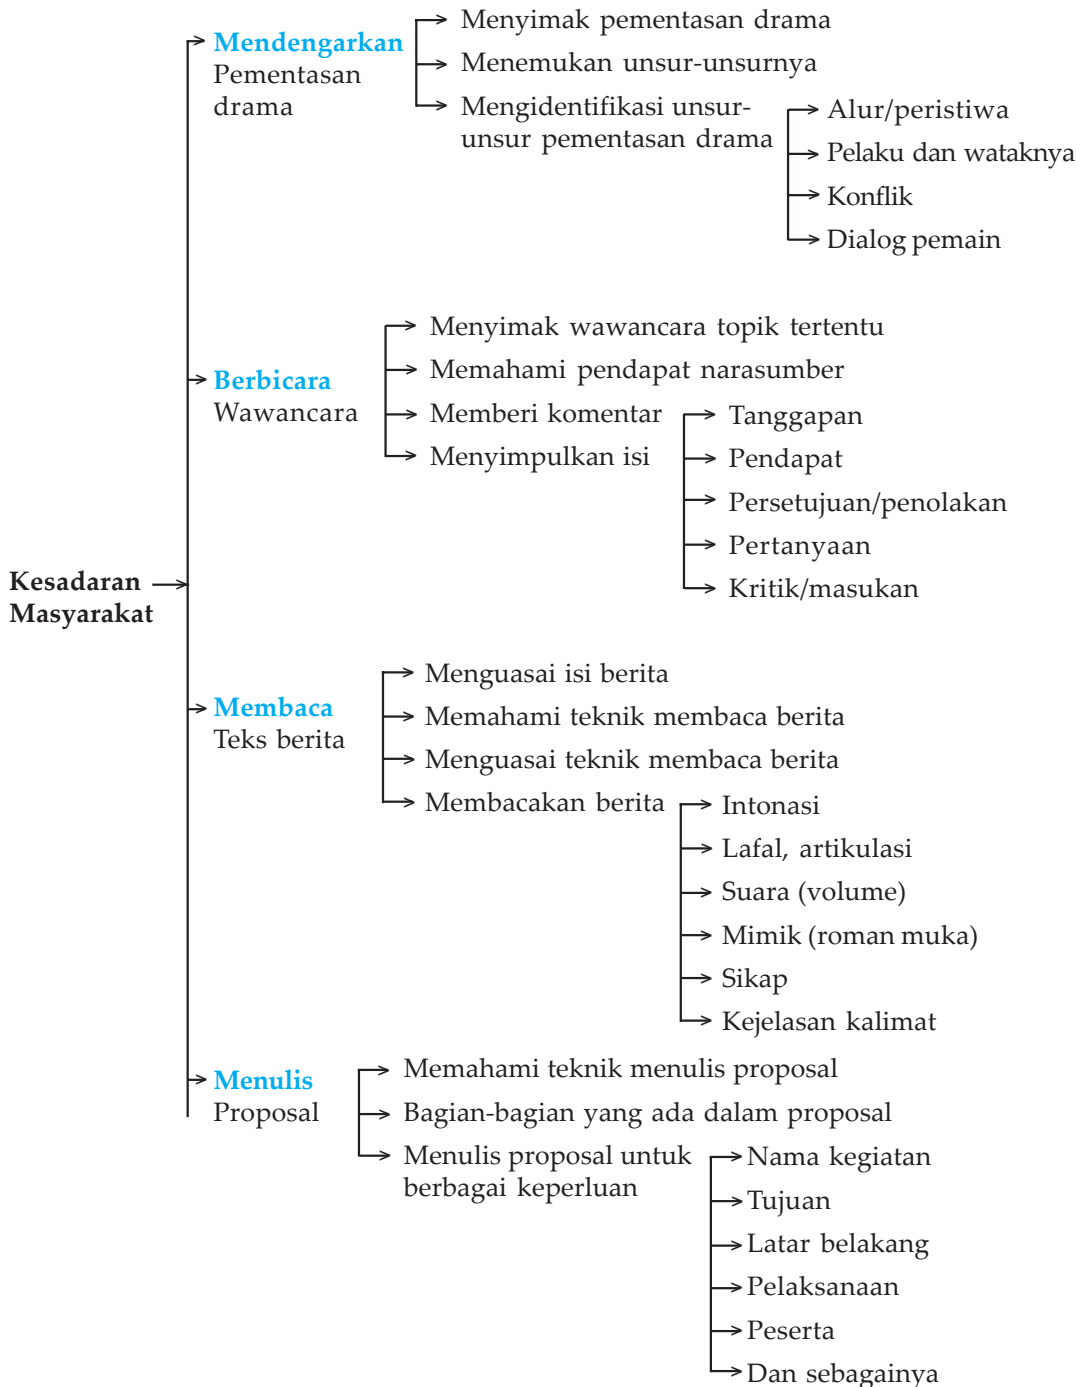 Mendengarkan
Pementasan
drama
Menyimak pementasan drama
Menemukan unsur-unsurnya
Mengidentifikasi unsur-
unsur pementasan drama
Alur/peristiwa
Pelaku dan wataknya
Konflik
Dialog pemain
Berbicara
Wawancara
Menyimak wawancara topik tertentu
Memahami pendapat narasumber
Memberi komentar
Menyimpulkan isi
Tanggapan
Pendapat
Persetujuan/penolakan
Pertanyaan
Kritik/masukan
Kesadaran
Masyarakat
Membaca
Teks berita
Menguasai isi berita
Memahami teknik membaca berita
Menguasai teknik membaca berita
Membacakan berita
Intonasi
Lafal, artikulasi
Suara (volume)
Mimik (roman muka)
Sikap
Kejelasan kalimat
Menulis
Proposal
Memahami teknik menulis proposal
Bagian-bagian yang ada dalam proposal
Menulis proposal untuk
berbagai keperluan
Nama kegiatan
Tujuan
Latar belakang
Pelaksanaan
Peserta
Dan sebagainya